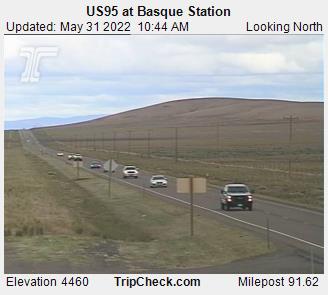 US95 at Basque Station
Updated: May 31 2022 10:44 AM
Looking North
Elevation 4460
TripCheck.com
Milepost 91.62